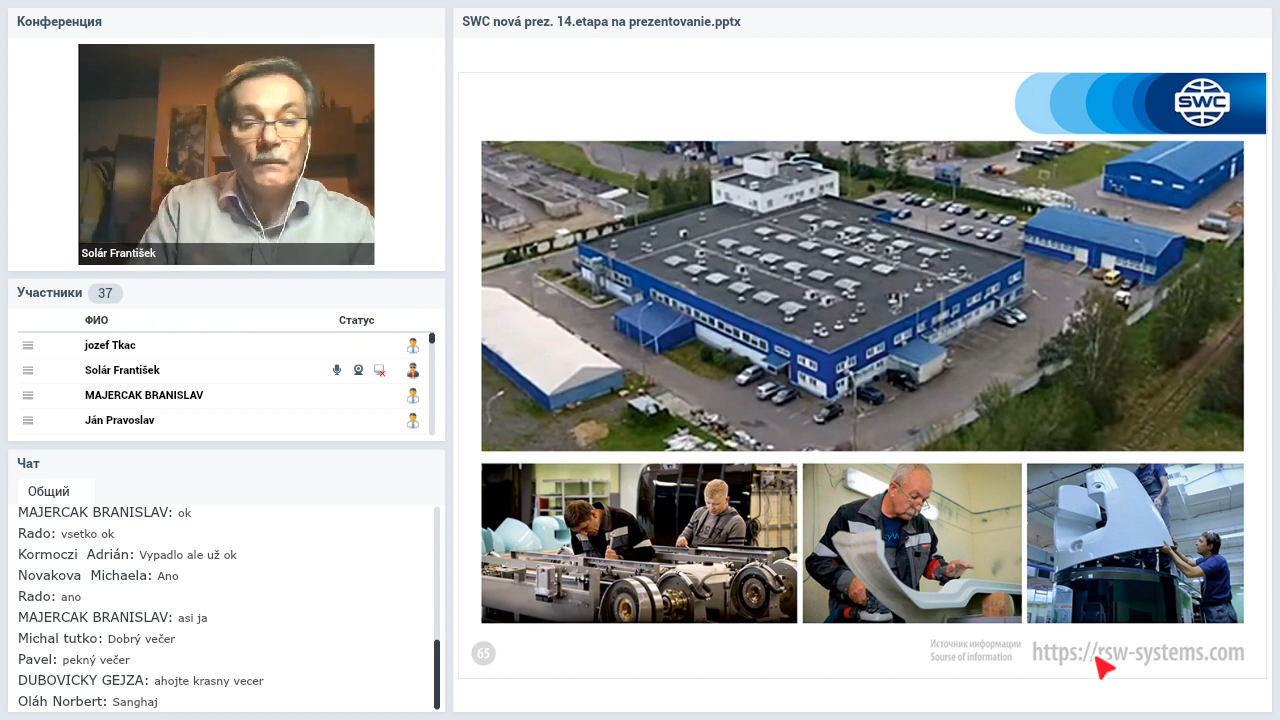 Конференция
Solár František
Участники 37
ФИО Статус
jozef Tkac
Solár František
MAJERCAK BRANISLAV
Ján Pravoslav
Чат
Общий
MAJERCAK BRANISLAV: ok
Rado: vsetko ok
Kormoczi Adrián: Vypadlo ale už ok
Novakova Michaela: Ano
Rado: ano
MAJERCAK BRANISLAV: asi ja
Michal tutko: Dobrý večer
Pavel: pekný večer
DUBOVICKY GEJZA: ahojte krasny vecer
Oláh Norbert: Sanghaj
SWC nová prez. 14.etapa na prezentovanie.pptx
SWC
65
Источник информации
Sourse of information
https://rsw-systems.com